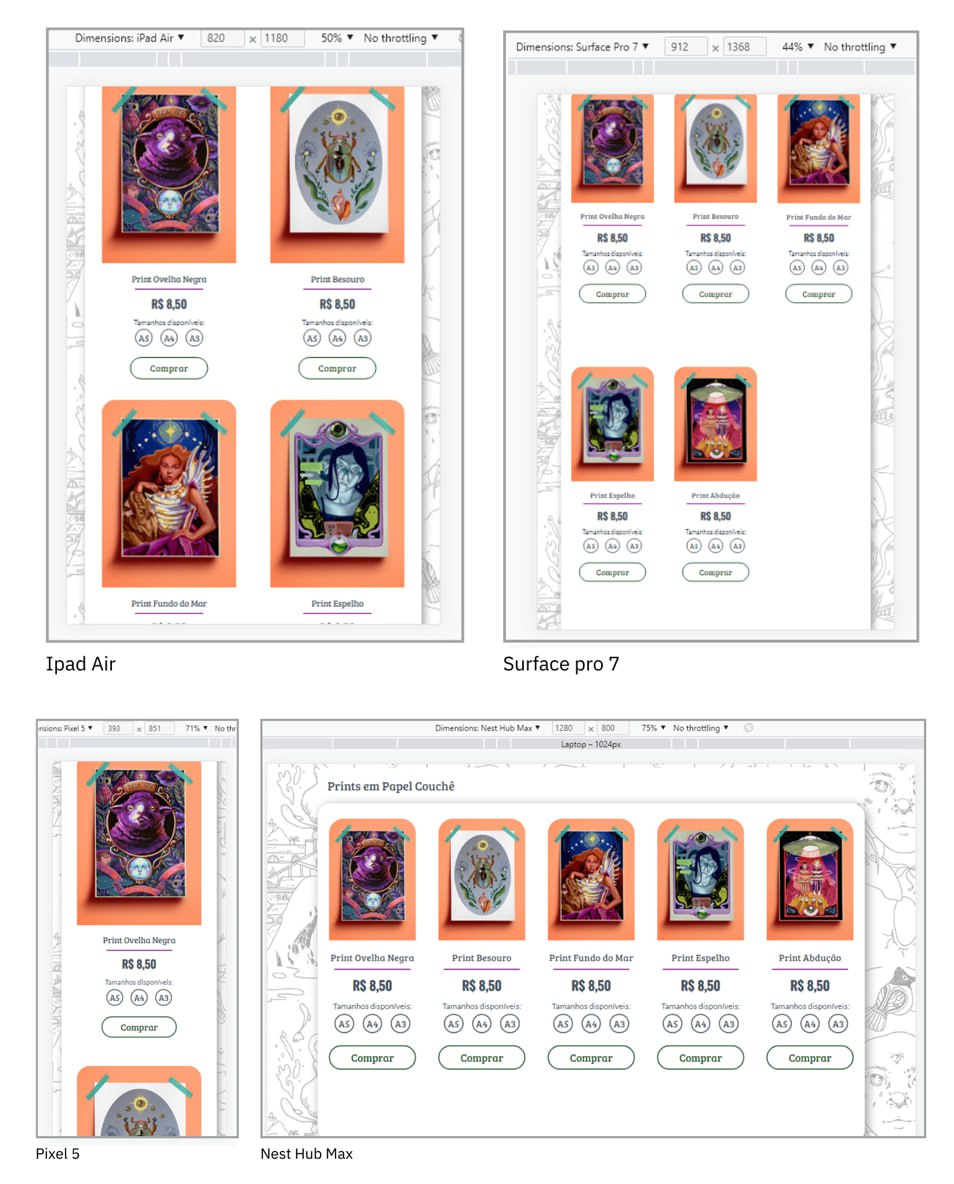 Dimensions: iPad Air ▼ 820 × 1180 50% ▼ No throttling ▼
Print Ovelha Negra
R$ 8,50
Tamanhos disponíveis:
A5 A4 A3
Comprar
Print Besouro
R$ 8,50
Tamanhos disponíveis:
A5 A4 A3
Comprar
Print Fundo do Mar
Print Espelho
Ipad Air
Dimensions: Surface Pro 7 ▼ 912 × 1368 44% ▼ No throttling ▼
Print Ovelha Negra
R$ 8,50
Tamanhos disponíveis:
A5 A4 A3
Comprar
Print Besouro
R$ 8,50
Tamanhos disponíveis:
A5 A4 A3
Comprar
Print Fundo do Mar
R$ 8,50
Tamanhos disponíveis:
A5 A4 A3
Comprar
Print Espelho
R$ 8,50
Tamanhos disponíveis:
A5 A4 A3
Comprar
Print Abdução
R$ 8,50
Tamanhos disponíveis:
A5 A4 A3
Comprar
Surface pro 7
nsions: Pixel 5 ▼ 393 × 851 71% ▼ No thr
Print Ovelha Negra
R$ 8,50
Tamanhos disponíveis:
A5 A4 A3
Comprar
Pixel 5
Dimensions: Nest Hub Max ▼ 1280 × 800 75% ▼ No throttling ▼
Laptop – 1024px
Prints em Papel Couchê
Print Ovelha Negra
R$ 8,50
Tamanhos disponíveis:
A5 A4 A3
Comprar
Print Besouro
R$ 8,50
Tamanhos disponíveis:
A5 A4 A3
Comprar
Print Fundo do Mar
R$ 8,50
Tamanhos disponíveis:
A5 A4 A3
Comprar
Print Espelho
R$ 8,50
Tamanhos disponíveis:
A5 A4 A3
Comprar
Print Abdução
R$ 8,50
Tamanhos disponíveis:
A5 A4 A3
Comprar
Nest Hub Max